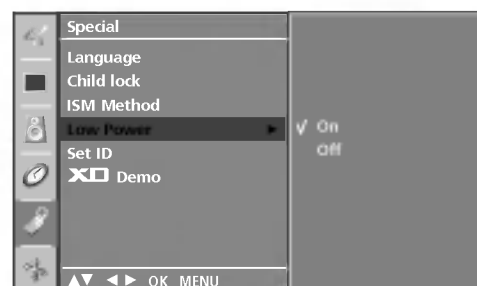 Special
Language
Child lock
ISM Method
Low Power ►
√ On
Off
Set ID
XD Demo
▲▼ ◄► OK MENU